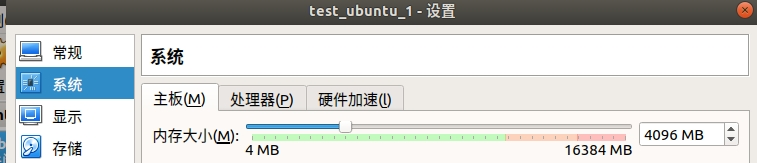 test_ubuntu_1 - 设置
常规
系统
系统
主板(M) 处理器(P) 硬件加速(l)
显示
内存大小(M): 4096 MB
4 MB 16384 MB
存储